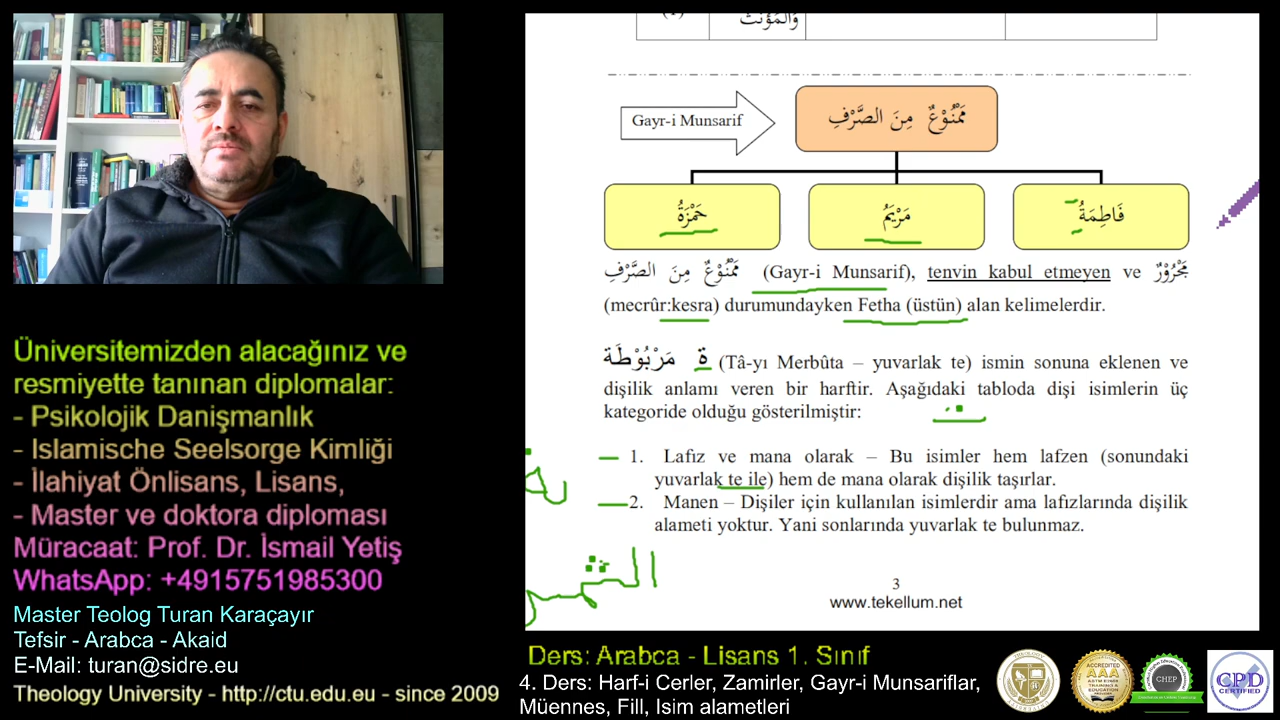 Üniversitemizden alacağınız ve
resmiyette tanınan diplomalar:
- Psikolojik Danişmanlık
- Islamische Seelsorge Kimliği
- İlahiyat Önlisans, Lisans,
- Master ve doktora diploması
Müracaat: Prof. Dr. İsmail Yetiş
WhatsApp: +4915751985300
Master Teolog Turan Karaçayır
Tefsir - Arabca - Akaid
E-Mail: turan@sidre.eu
Theology University - http://ctu.edu.eu - Since 2009
وَالْمُؤَنَّثُ
Gayr-i Munsarif
مَمْنُوْعٌ مِنَ الصَّرْفِ
فَاطِمَةُ
مَرْيَمُ
حَمْزَةُ
مَمْنُوْعٌ مِنَ الصَّرْفِ (Gayr-i Munsarif), tenvin kabul etmeyen ve مَجْرُوْرٌ
(mecrûr:kesra) durumundayken Fetha (üstün) alan kelimelerdir.
ة مَرْبُوْطَة (Tâ-yı Merbûta – yuvarlak te) ismin sonuna eklenen ve
dişilik anlamı veren bir harftir. Aşağıdaki tabloda dişi isimlerin üç
kategoride olduğu gösterilmiştir:
1. Lafız ve mana olarak – Bu isimler hem lafzen (sonundaki
yuvarlak te ile) hem de mana olarak dişilik taşırlar.
2. Manen – Dişiler için kullanılan isimlerdir ama lafızlarında dişilik
alameti yoktur. Yani sonlarında yuvarlak te bulunmaz.
الشمس
3
www.tekellum.net
Ders: Arabca - Lisans 1. Sınıf
4. Ders: Harf-i Cerler, Zamirler, Gayr-i Munsariflar,
Müennes, Fill, Isim alametleri
ACCREDITED
CHEP
CPD
CERTIFIED